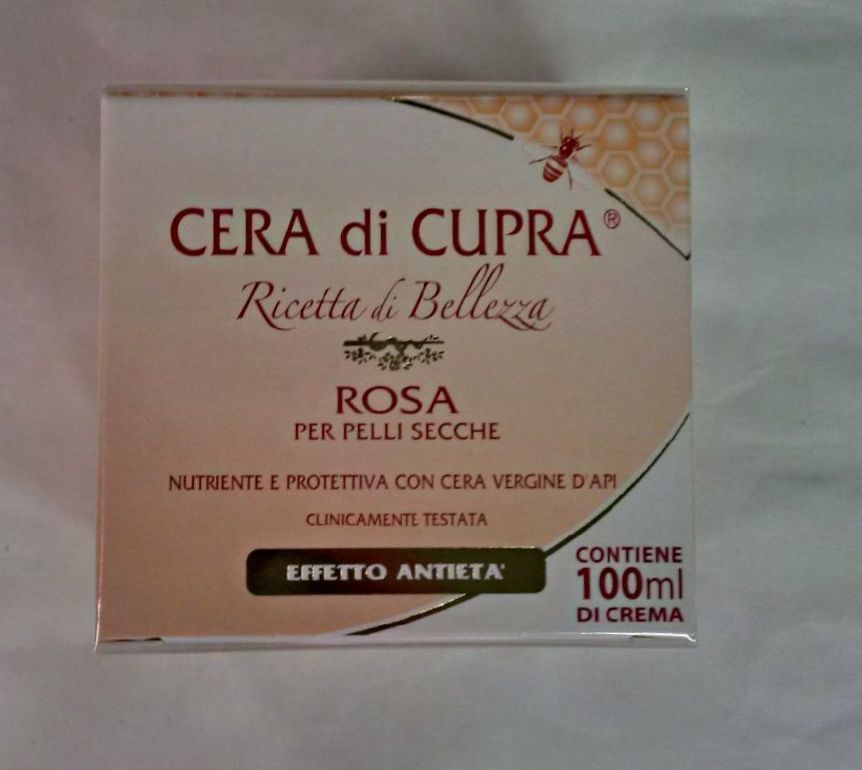 CERA di CUPRA®
Ricetta di Bellezza
ROSA
PER PELLI SECCHE
NUTRIENTE E PROTETTIVA CON CERA VERGINE D'API
CLINICAMENTE TESTATA
EFFETTO ANTIETA'
CONTIENE
100ml
DI CREMA